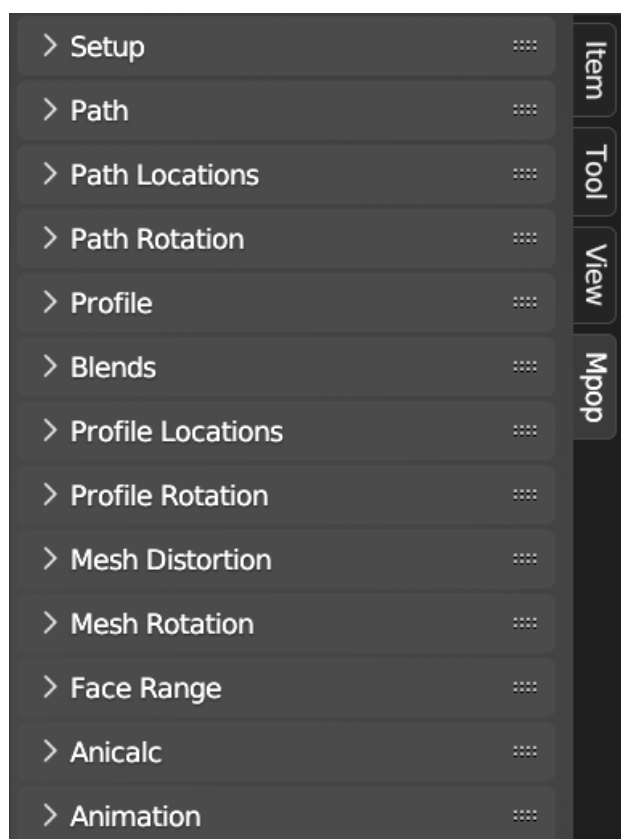 Setup
Path
Path Locations
Path Rotation
Profile
Blends
Profile Locations
Profile Rotation
Mesh Distortion
Mesh Rotation
Face Range
Anicalc
Animation
Item
Tool
View
Mpop